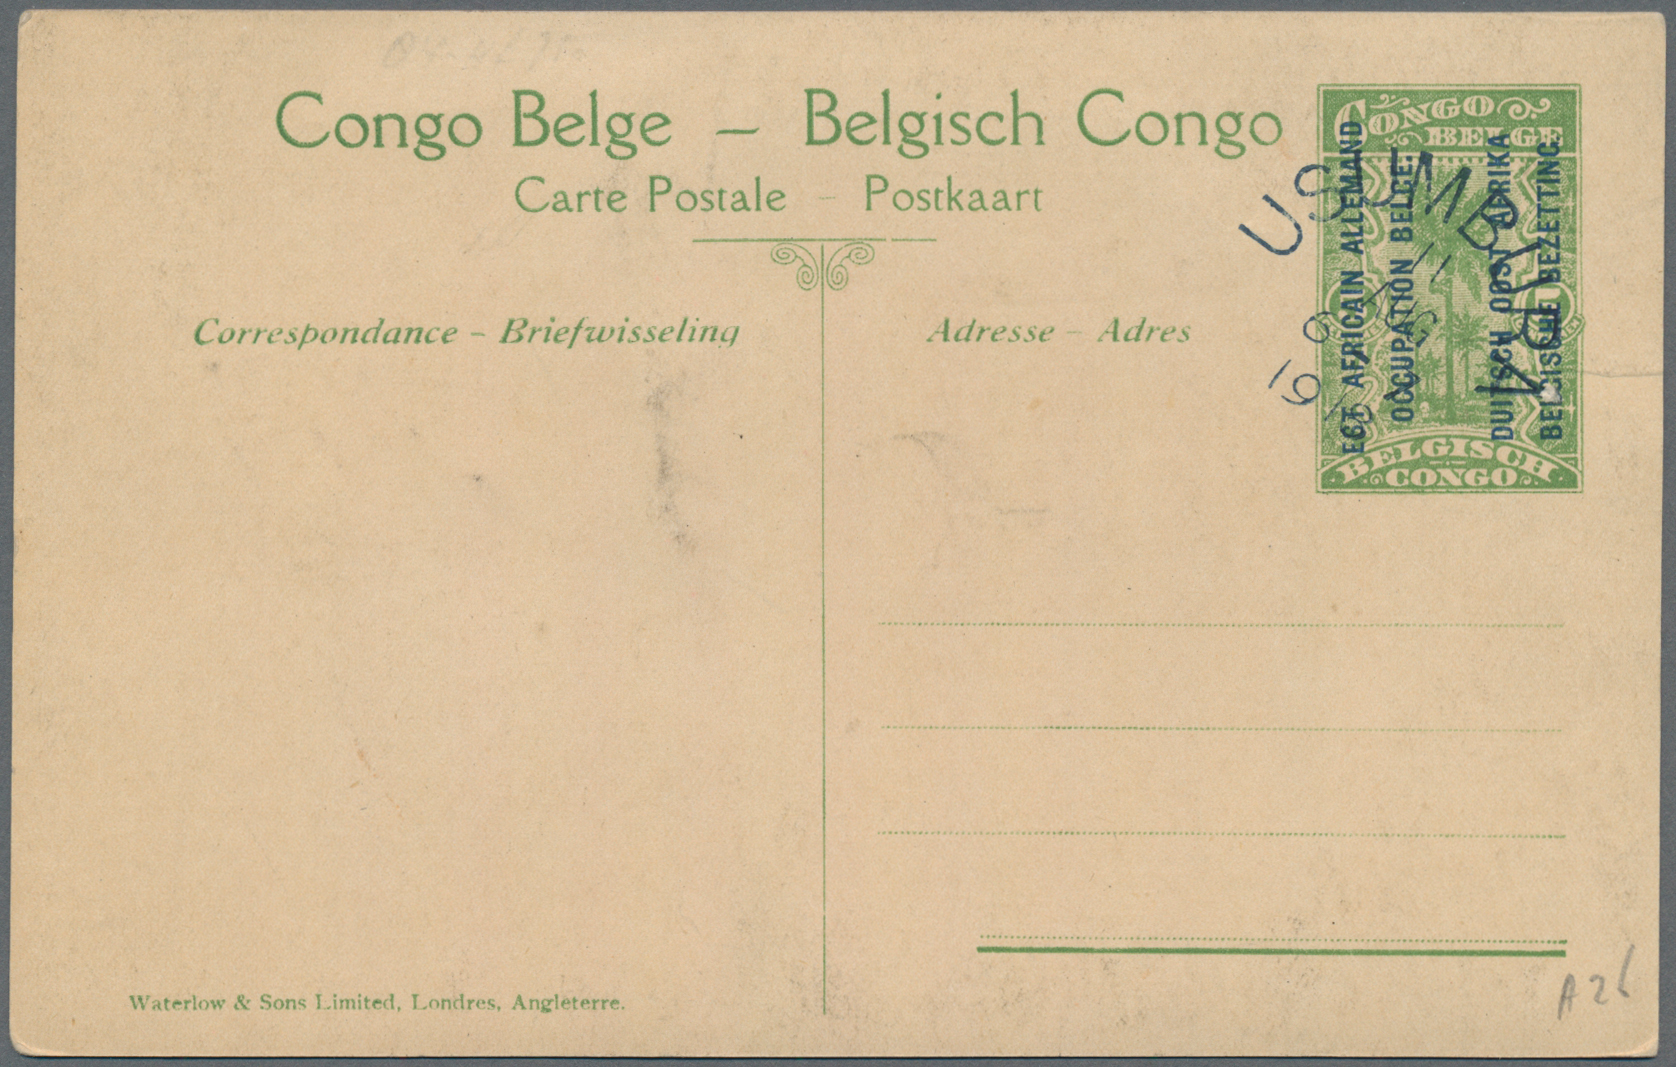 Congo Belge – Belgisch Congo
Carte Postale – Postkaart
Correspondance – Briefwisseling
Adresse – Adres
CONGO
BELGE
EST AFRICAIN ALLEMAND
OCCUPATION BELGE.
DUITSCH OOST AFRIKA
BELGISCHE BEZETTING.
USUMBURA
BELGISCH
CONGO
Waterlow & Sons Limited, Londres, Angleterre.
A26